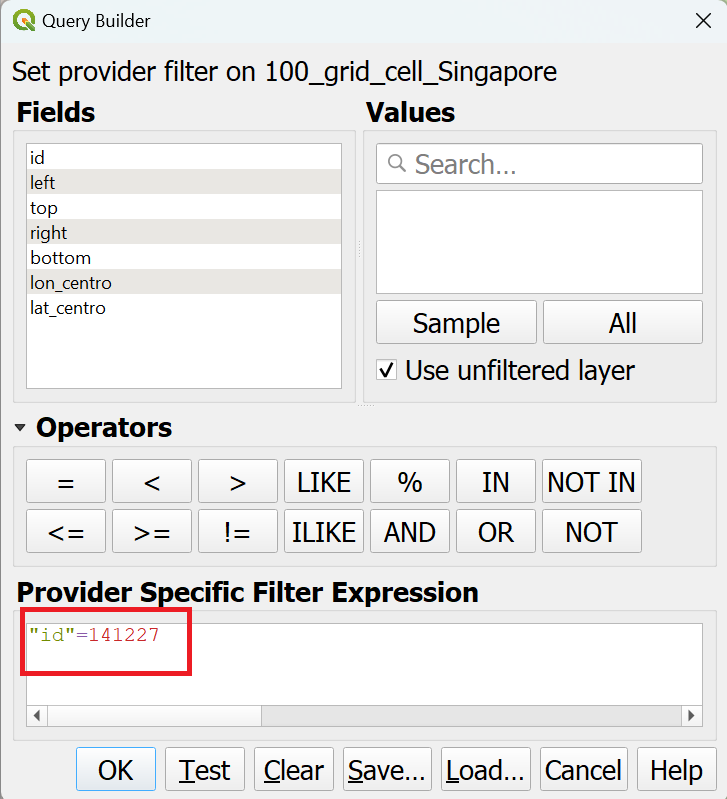 Query Builder
Set provider filter on 100_grid_cell_Singapore
Fields
Values
id
left
top
right
bottom
lon_centro
lat_centro
Search...
Sample
All
Use unfiltered layer
Operators
= < > LIKE % IN NOT IN
<= >= != ILIKE AND OR NOT
Provider Specific Filter Expression
"id"=141227
OK Test Clear Save... Load... Cancel Help